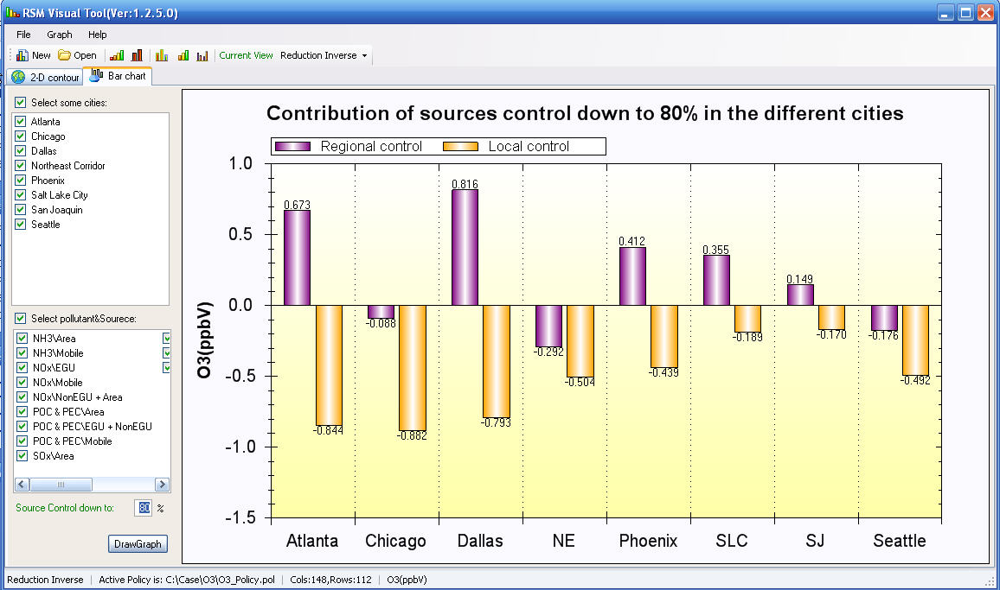 RSM Visual Tool(Ver:1.2.5.0)
File Graph Help
New Open Current View Reduction Inverse
2-D contour Bar chart
Select some cities:
Atlanta
Chicago
Dallas
Northeast Corridor
Phoenix
Salt Lake City
San Joaquin
Seattle
Select pollutant&Sourece:
NH3\Area
NH3\Mobile
NOx\EGU
NOx\Mobile
NOx\NonEGU + Area
POC & PEC\Area
POC & PEC\EGU + NonEGU
POC & PEC\Mobile
SOx\Area
Source Control down to: 80 %
DrawGraph
Contribution of sources control down to 80% in the different cities
Regional control Local control
O3(ppbV)
1.0
0.5
0.0
-0.5
-1.0
-1.5
0.673 -0.844
-0.088 -0.882
0.816 -0.793
-0.292 -0.504
0.412 -0.439
0.355 -0.189
0.149 -0.170
-0.176 -0.492
Atlanta Chicago Dallas NE Phoenix SLC SJ Seattle
Reduction Inverse Active Policy is: C:\Case\O3\O3_Policy.pol Cols:148,Rows:112 O3(ppbV)